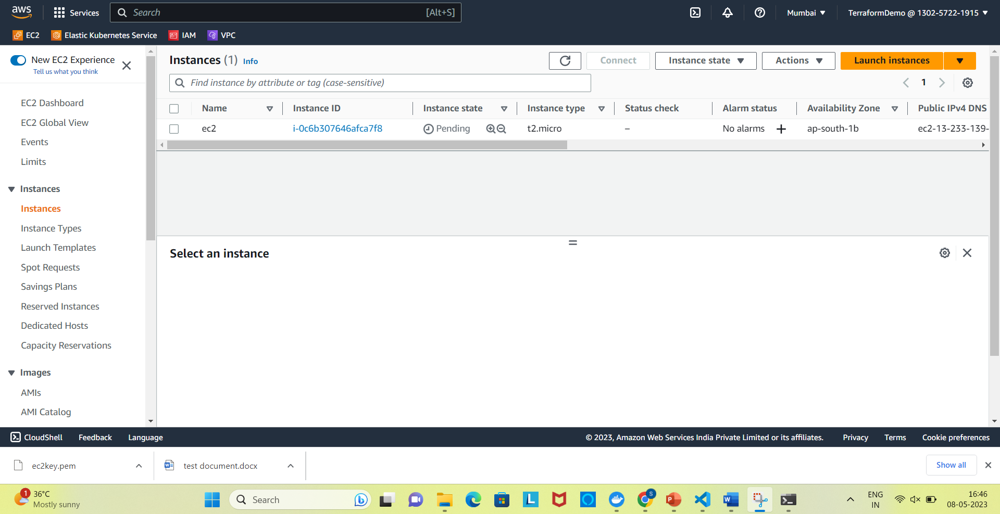 aws
Services
Search
[Alt+S]
Mumbai
TerraformDemo @ 1302-5722-1915
EC2
Elastic Kubernetes Service
IAM
VPC
New EC2 Experience
Tell us what you think
EC2 Dashboard
EC2 Global View
Events
Limits
Instances
Instances
Instance Types
Launch Templates
Spot Requests
Savings Plans
Reserved Instances
Dedicated Hosts
Capacity Reservations
Images
AMIs
AMI Catalog
Instances (1) Info
Connect
Instance state
Actions
Launch instances
Find instance by attribute or tag (case-sensitive)
1
Name
Instance ID
Instance state
Instance type
Status check
Alarm status
Availability Zone
Public IPv4 DNS
ec2
i-0c6b307646afca7f8
Pending
t2.micro
–
No alarms
ap-south-1b
ec2-13-233-139-
Select an instance
CloudShell
Feedback
Language
© 2023, Amazon Web Services India Private Limited or its affiliates.
Privacy
Terms
Cookie preferences
ec2key.pem
test document.docx
Show all
1
36°C
Mostly sunny
Search
L
S
P
W
ENG
IN
16:46
08-05-2023